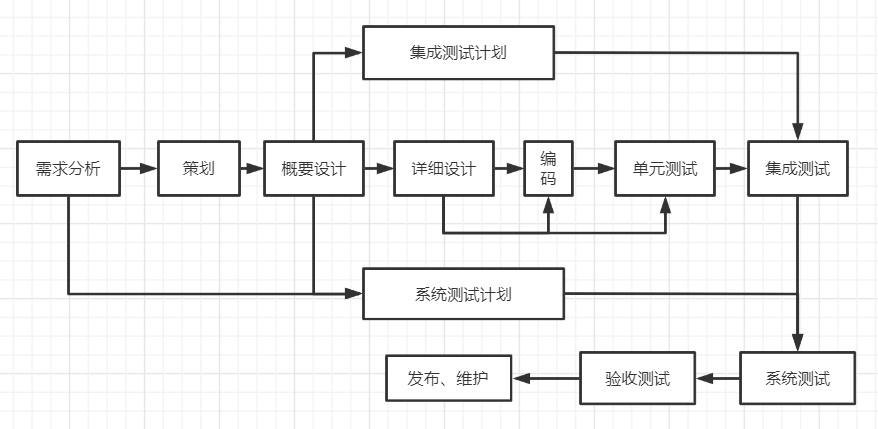 集成测试计划
需求分析
策划
概要设计
详细设计
编
码
单元测试
集成测试
系统测试计划
发布、维护
验收测试
系统测试